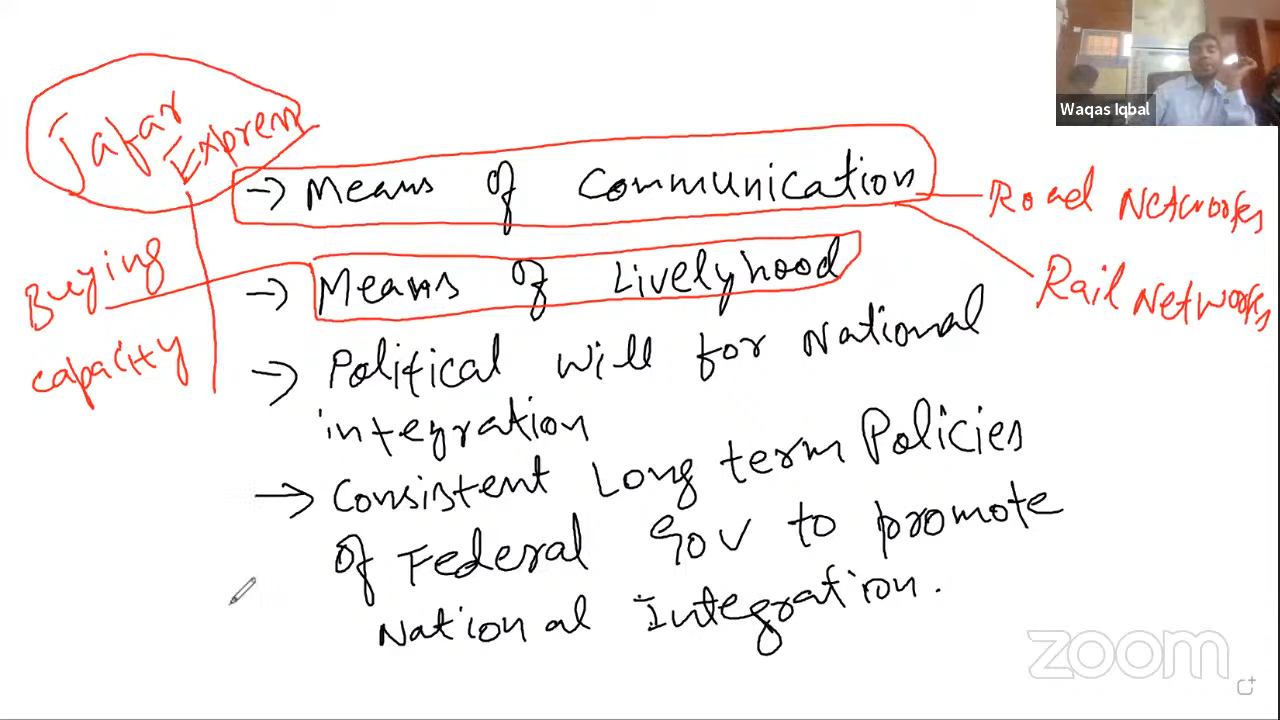 Waqas Iqbal
Jafar
Express
→ Means of Communication
Road Networks
Buying
capacity
→ Means of Livelyhood
Rail Networks
→ Political will for National
integration
→ Consistent Long term Policies
of Federal Gov to promote
National Integration.
zoom